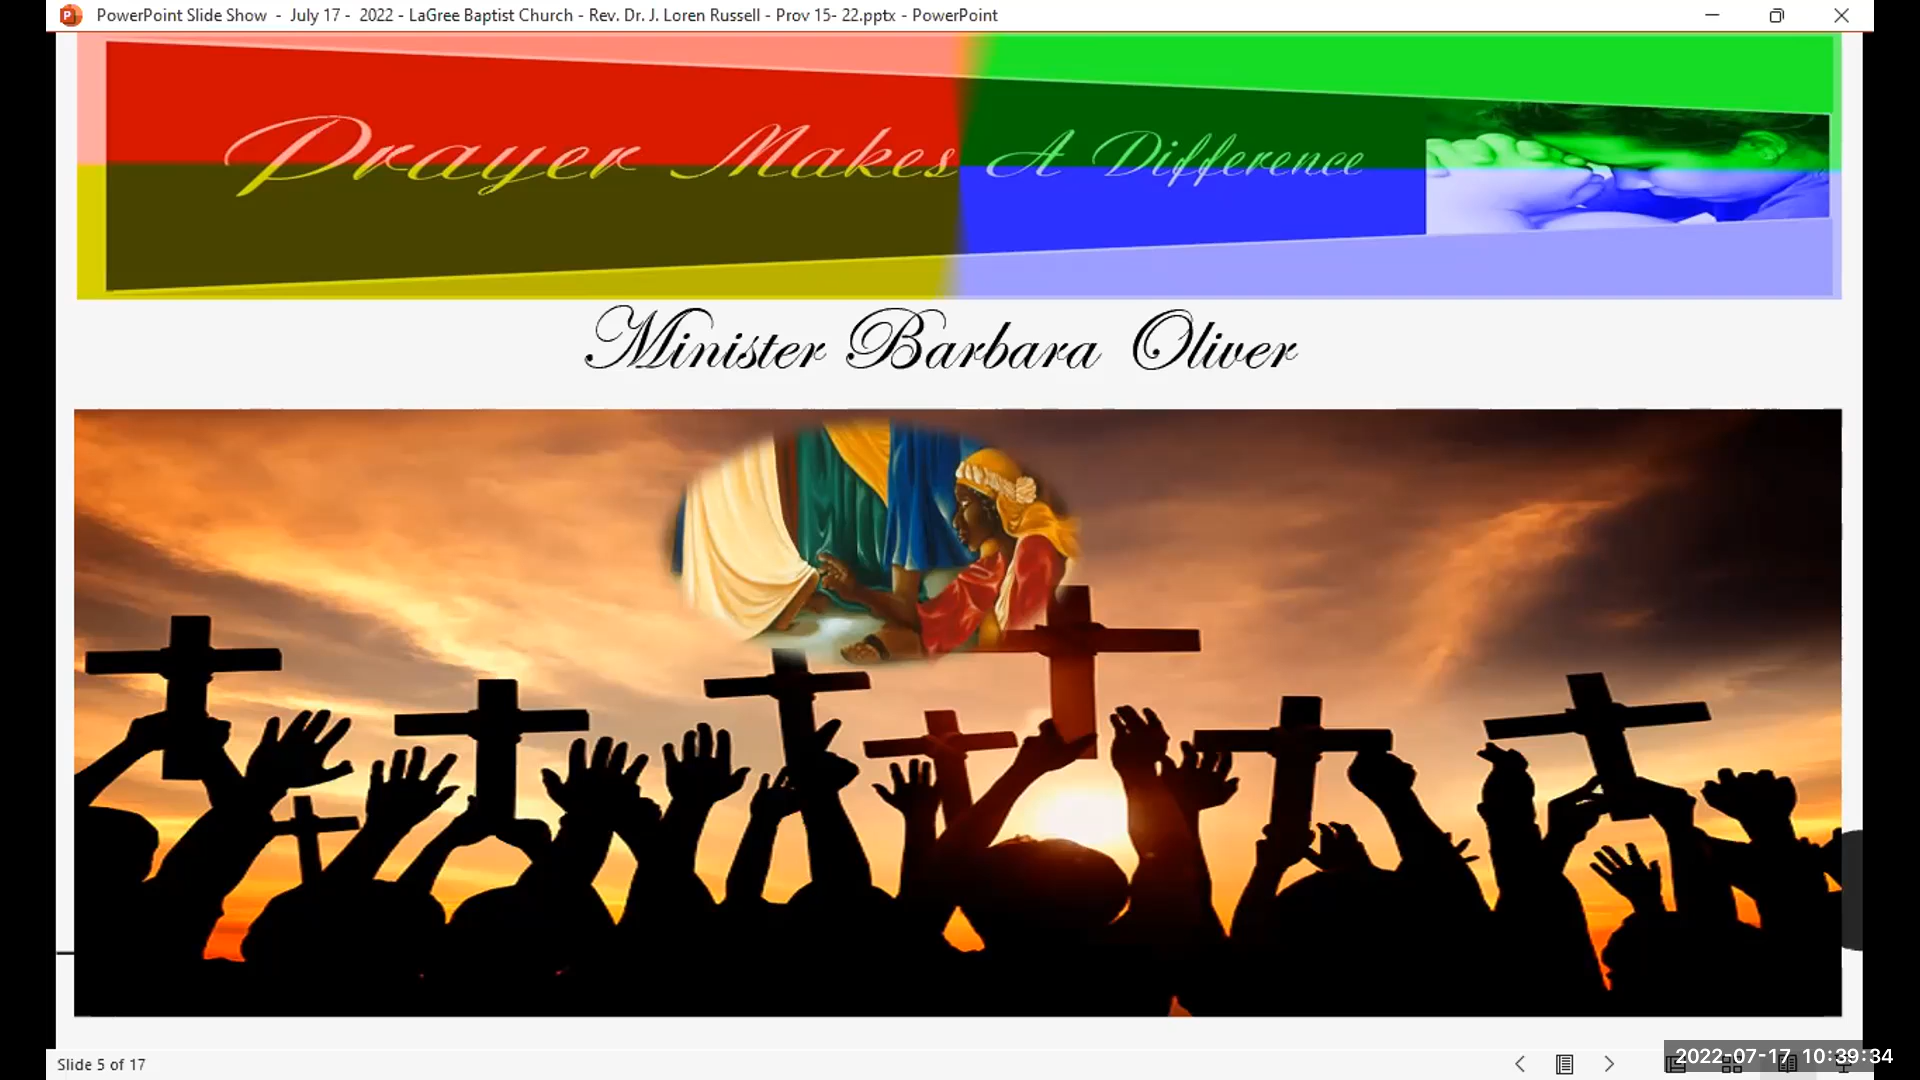 PowerPoint Slide Show - July 17 - 2022 - LaGree Baptist Church - Rev. Dr. J. Loren Russell - Prov 15- 22.pptx - PowerPoint
Prayer Makes A Difference
Minister Barbara Oliver
Slide 5 of 17
2022-07-17 10:39:34